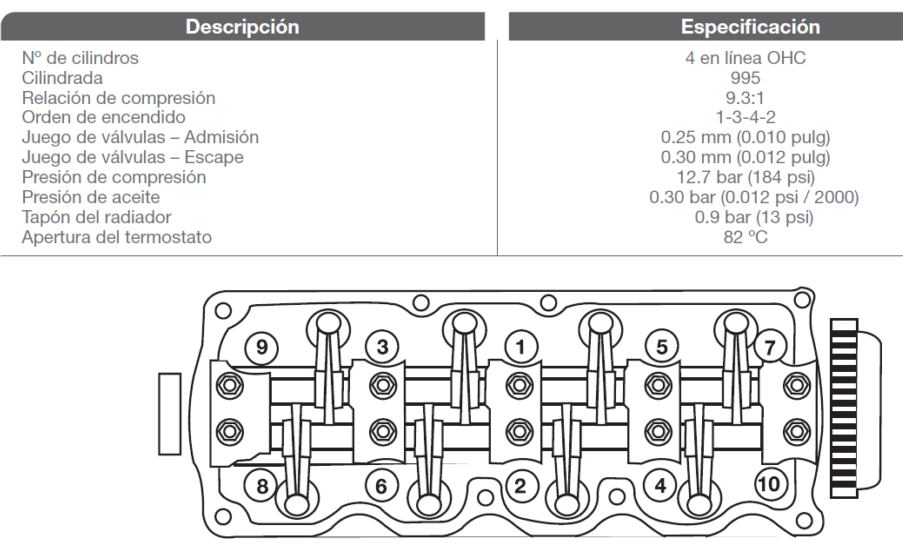 Descripción Especificación
Nº de cilindros 4 en línea OHC
Cilindrada 995
Relación de compresión 9.3:1
Orden de encendido 1-3-4-2
Juego de válvulas – Admisión 0.25 mm (0.010 pulg)
Juego de válvulas – Escape 0.30 mm (0.012 pulg)
Presión de compresión 12.7 bar (184 psi)
Presión de aceite 0.30 bar (0.012 psi / 2000)
Tapón del radiador 0.9 bar (13 psi)
Apertura del termostato 82 ºC
9 3 1 5 7
8 6 2 4 10